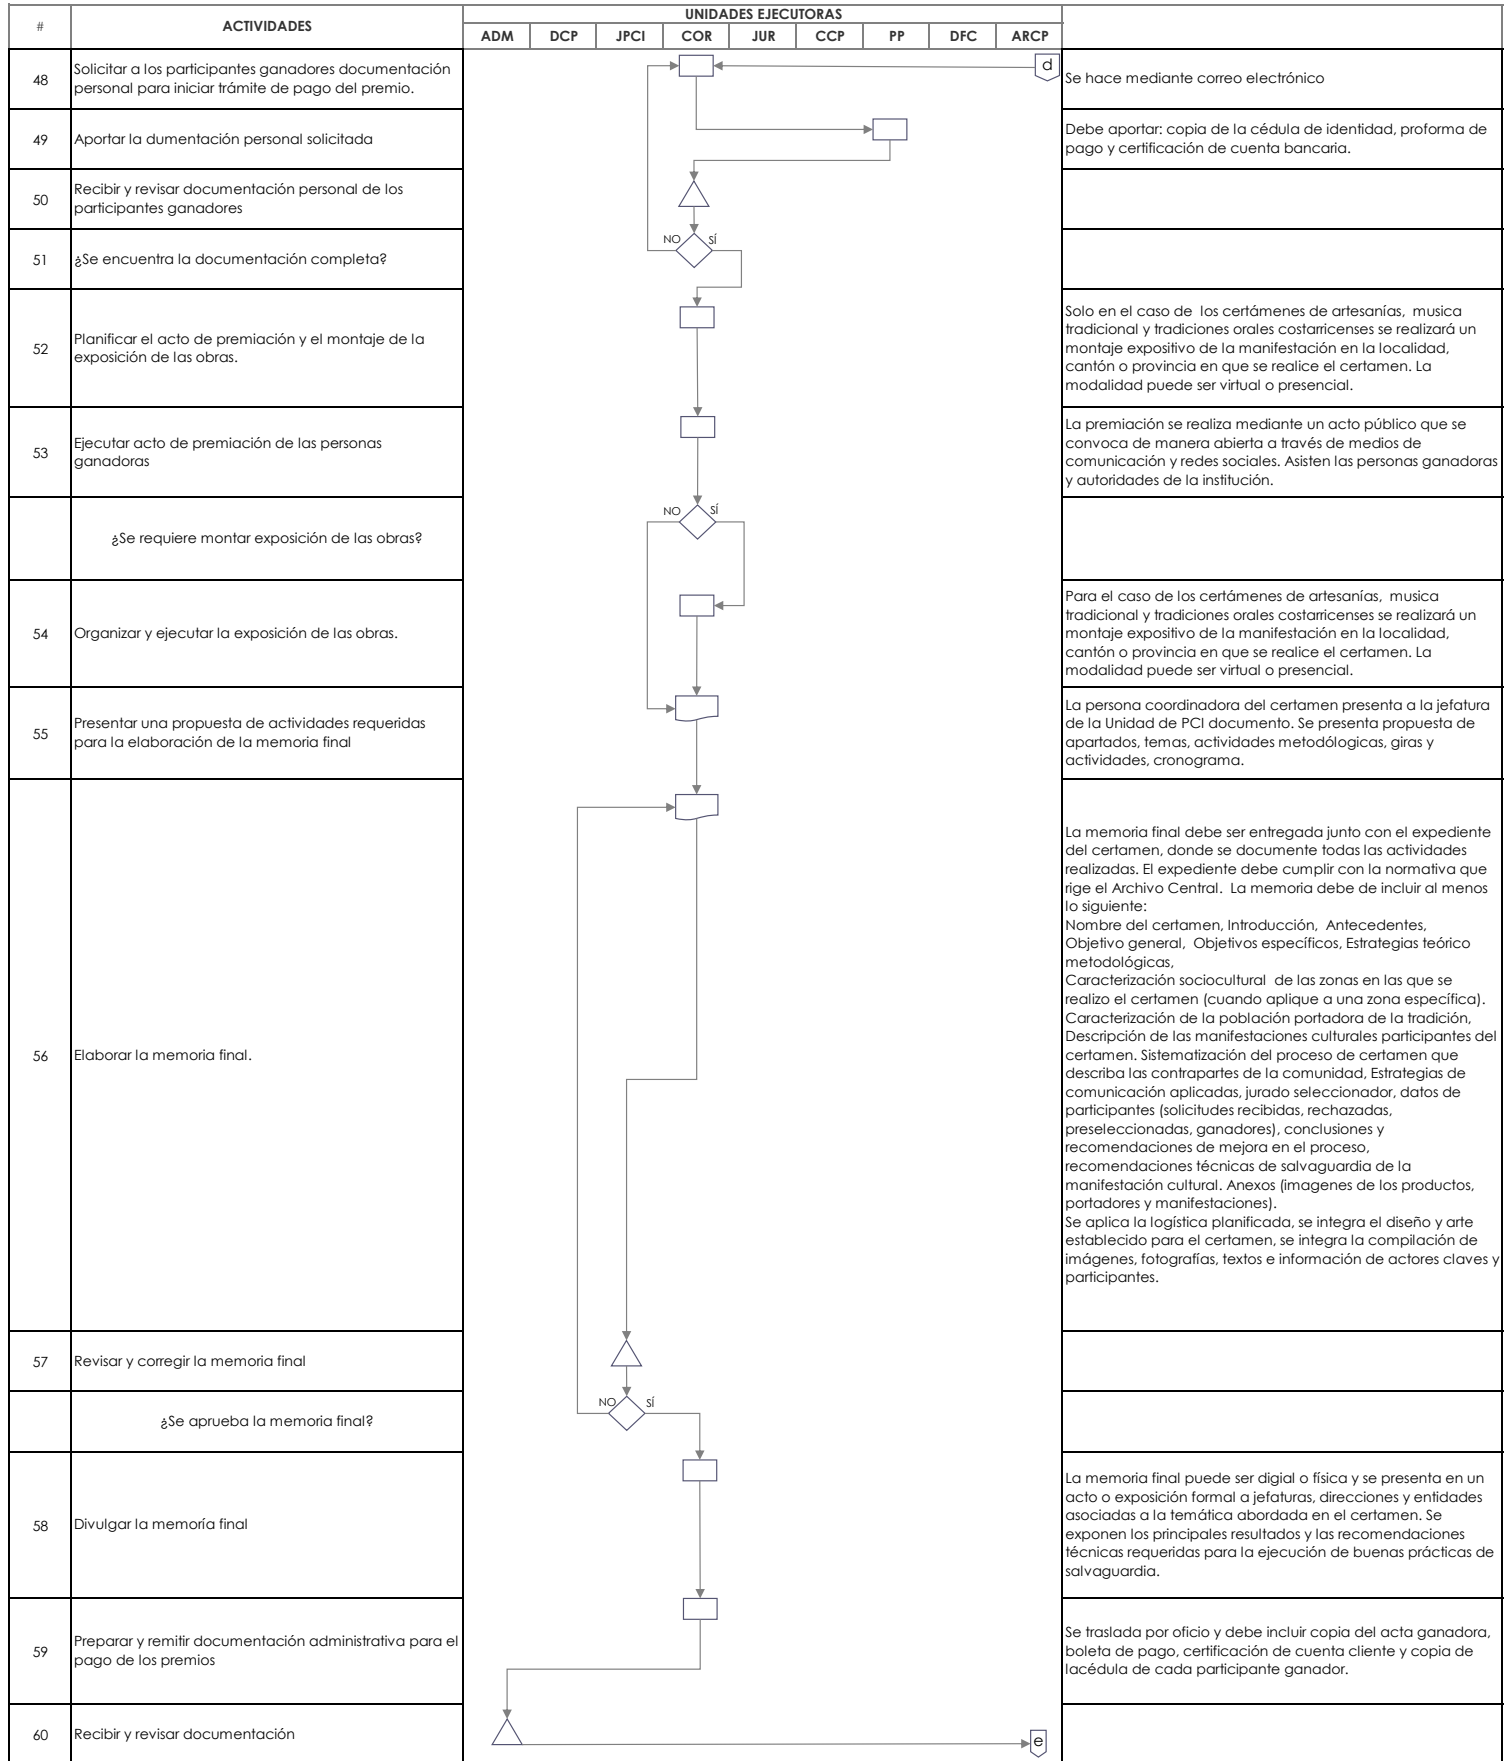 # ACTIVIDADES UNIDADES EJECUTORAS
ADM DCP JPCI COR JUR CCP PP DFC ARCP
d
48
Solicitar a los participantes ganadores documentación
personal para iniciar trámite de pago del premio.
Se hace mediante correo electrónico
49
Aportar la dumentación personal solicitada
Debe aportar: copia de la cédula de identidad, proforma de
pago y certificación de cuenta bancaria.
50
Recibir y revisar documentación personal de los
participantes ganadores
NO SÍ
51
¿Se encuentra la documentación completa?
52
Planificar el acto de premiación y el montaje de la
exposición de las obras.
Solo en el caso de los certámenes de artesanías, musica
tradicional y tradiciones orales costarricenses se realizará un
montaje expositivo de la manifestación en la localidad,
cantón o provincia en que se realice el certamen. La
modalidad puede ser virtual o presencial.
53
Ejecutar acto de premiación de las personas
ganadoras
La premiación se realiza mediante un acto público que se
convoca de manera abierta a través de medios de
comunicación y redes sociales. Asisten las personas ganadoras
y autoridades de la institución.
NO SÍ
¿Se requiere montar exposición de las obras?
54
Organizar y ejecutar la exposición de las obras.
Para el caso de los certámenes de artesanías, musica
tradicional y tradiciones orales costarricenses se realizará un
montaje expositivo de la manifestación en la localidad,
cantón o provincia en que se realice el certamen. La
modalidad puede ser virtual o presencial.
55
Presentar una propuesta de actividades requeridas
para la elaboración de la memoria final
La persona coordinadora del certamen presenta a la jefatura
de la Unidad de PCI documento. Se presenta propuesta de
apartados, temas, actividades metodólogicas, giras y
actividades, cronograma.
56
Elaborar la memoria final.
La memoria final debe ser entregada junto con el expediente
del certamen, donde se documente todas las actividades
realizadas. El expediente debe cumplir con la normativa que
rige el Archivo Central. La memoria debe de incluir al menos
lo siguiente:
Nombre del certamen, Introducción, Antecedentes,
Objetivo general, Objetivos específicos, Estrategias teórico
metodológicas,
Caracterización sociocultural de las zonas en las que se
realizo el certamen (cuando aplique a una zona específica).
Caracterización de la población portadora de la tradición,
Descripción de las manifestaciones culturales participantes del
certamen. Sistematización del proceso de certamen que
describa las contrapartes de la comunidad, Estrategias de
comunicación aplicadas, jurado seleccionador, datos de
participantes (solicitudes recibidas, rechazadas,
preseleccionadas, ganadores), conclusiones y
recomendaciones de mejora en el proceso,
recomendaciones técnicas de salvaguardia de la
manifestación cultural. Anexos (imagenes de los productos,
portadores y manifestaciones).
Se aplica la logística planificada, se integra el diseño y arte
establecido para el certamen, se integra la compilación de
imágenes, fotografías, textos e información de actores claves y
participantes.
57
Revisar y corregir la memoria final
NO SÍ
¿Se aprueba la memoria final?
58
Divulgar la memoría final
La memoria final puede ser digial o física y se presenta en un
acto o exposición formal a jefaturas, direcciones y entidades
asociadas a la temática abordada en el certamen. Se
exponen los principales resultados y las recomendaciones
técnicas requeridas para la ejecución de buenas prácticas de
salvaguardia.
59
Preparar y remitir documentación administrativa para el
pago de los premios
Se traslada por oficio y debe incluir copia del acta ganadora,
boleta de pago, certificación de cuenta cliente y copia de
lacédula de cada participante ganador.
60
Recibir y revisar documentación
e